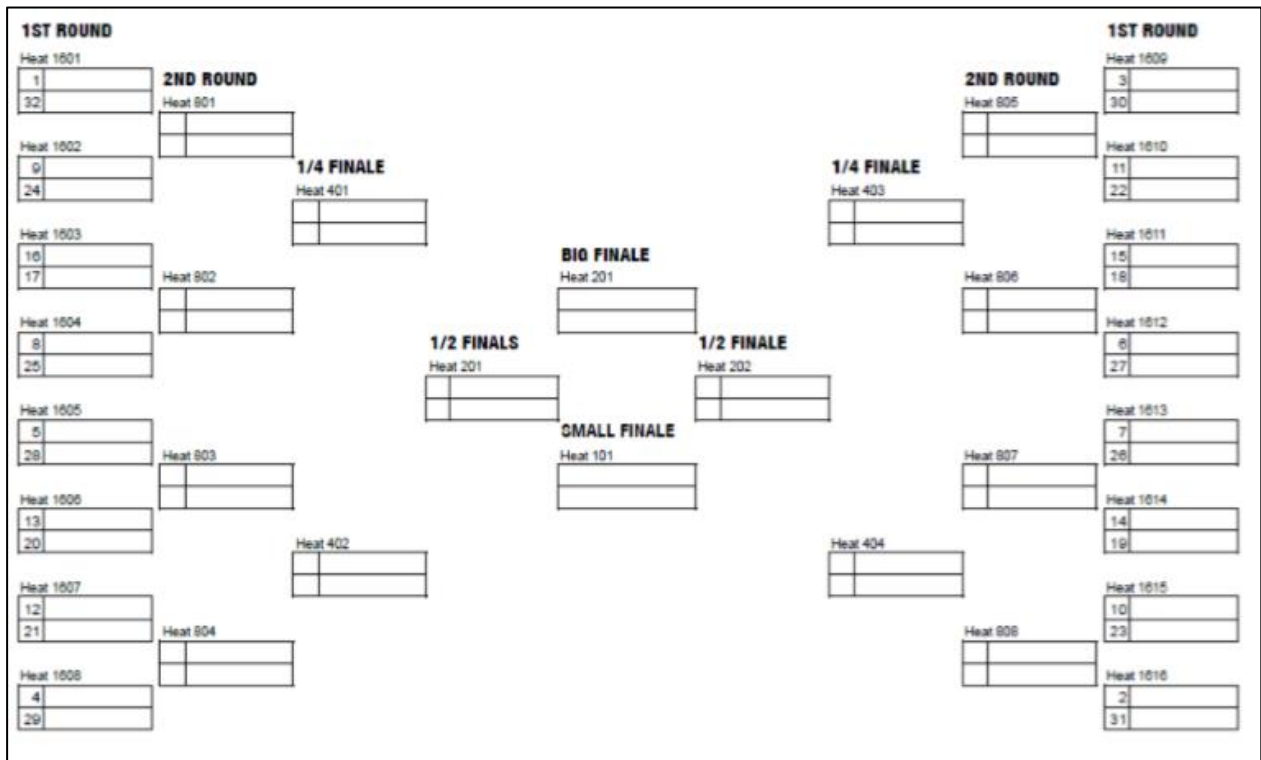 1ST ROUND
Heat 1601
1
32
Heat 1602
9
24
Heat 1603
16
17
Heat 1604
8
25
Heat 1605
5
28
Heat 1606
13
20
Heat 1607
12
21
Heat 1608
4
29
2ND ROUND
Heat 801
Heat 802
Heat 803
Heat 804
1/4 FINALE
Heat 401
Heat 402
1/2 FINALS
Heat 201
BIG FINALE
Heat 201
SMALL FINALE
Heat 101
1/2 FINALE
Heat 202
1/4 FINALE
Heat 403
Heat 404
2ND ROUND
Heat 805
Heat 806
Heat 807
Heat 808
1ST ROUND
Heat 1609
3
30
Heat 1610
11
22
Heat 1611
15
18
Heat 1612
6
27
Heat 1613
7
26
Heat 1614
14
19
Heat 1615
10
23
Heat 1616
2
31